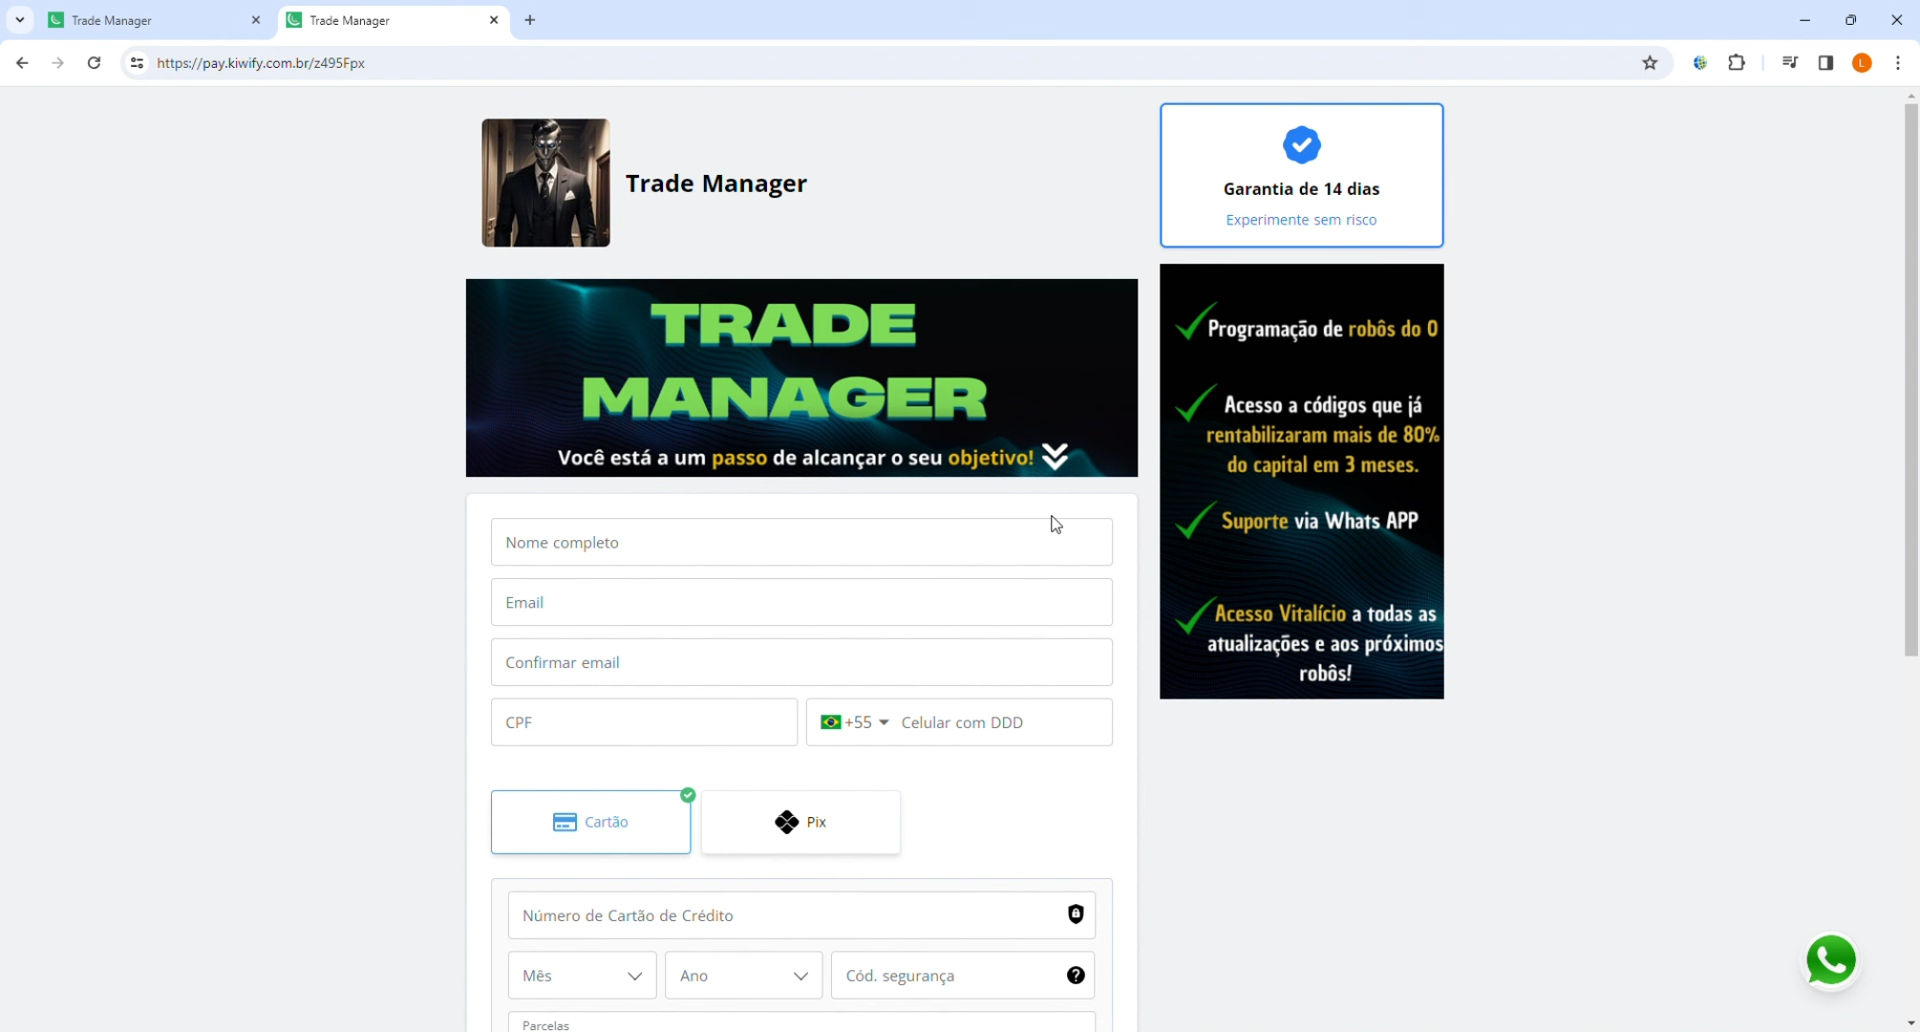 Trade Manager
Trade Manager
https://pay.kiwify.com.br/z495Fpx
L
Trade Manager
Garantia de 14 dias
Experimente sem risco
TRADE
MANAGER
Você está a um passo de alcançar o seu objetivo!
Programação de robôs do 0
Acesso a códigos que já
rentabilizaram mais de 80%
do capital em 3 meses.
Suporte via Whats APP
Acesso Vitalício a todas as
atualizações e aos próximos
robôs!
Nome completo
Email
Confirmar email
CPF
+55 Celular com DDD
Cartão
Pix
Número de Cartão de Crédito
Mês
Ano
Cód. segurança
Parcelas